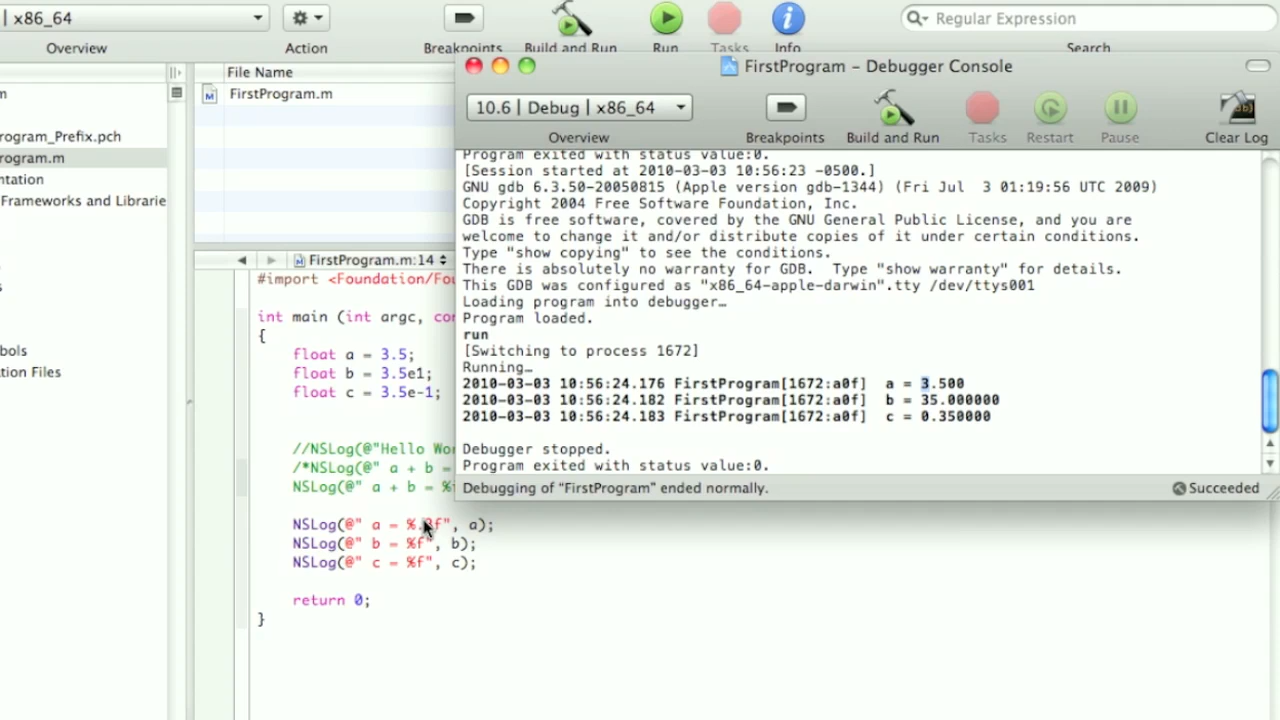 | x86_64
Overview
Action
Breakpoints
Build and Run
Run
Tasks
Info
Regular Expression
Search
File Name
FirstProgram.m
m
rogram_Prefix.pch
rogram.m
ntation
Frameworks and Librarie
s
bols
tion Files
FirstProgram.m:14
#import <Foundation/Fou
int main (int argc, con
{
float a = 3.5;
float b = 3.5e1;
float c = 3.5e-1;
//NSLog(@"Hello Wor
/*NSLog(@" a + b =
NSLog(@" a + b = %
NSLog(@" a = %.3f", a);
NSLog(@" b = %f", b);
NSLog(@" c = %f", c);
return 0;
}
FirstProgram – Debugger Console
10.6 | Debug | x86_64
Overview
Breakpoints
Build and Run
Tasks
Restart
Pause
Clear Log
Program exited with status value:0.
[Session started at 2010-03-03 10:56:23 -0500.]
GNU gdb 6.3.50-20050815 (Apple version gdb-1344) (Fri Jul  3 01:19:56 UTC 2009)
Copyright 2004 Free Software Foundation, Inc.
GDB is free software, covered by the GNU General Public License, and you are
welcome to change it and/or distribute copies of it under certain conditions.
Type "show copying" to see the conditions.
There is absolutely no warranty for GDB.  Type "show warranty" for details.
This GDB was configured as "x86_64-apple-darwin".tty /dev/ttys001
Loading program into debugger…
Program loaded.
run
[Switching to process 1672]
Running…
2010-03-03 10:56:24.176 FirstProgram[1672:a0f]  a = 3.500
2010-03-03 10:56:24.182 FirstProgram[1672:a0f]  b = 35.000000
2010-03-03 10:56:24.183 FirstProgram[1672:a0f]  c = 0.350000
Debugger stopped.
Program exited with status value:0.
Debugging of “FirstProgram” ended normally.
Succeeded